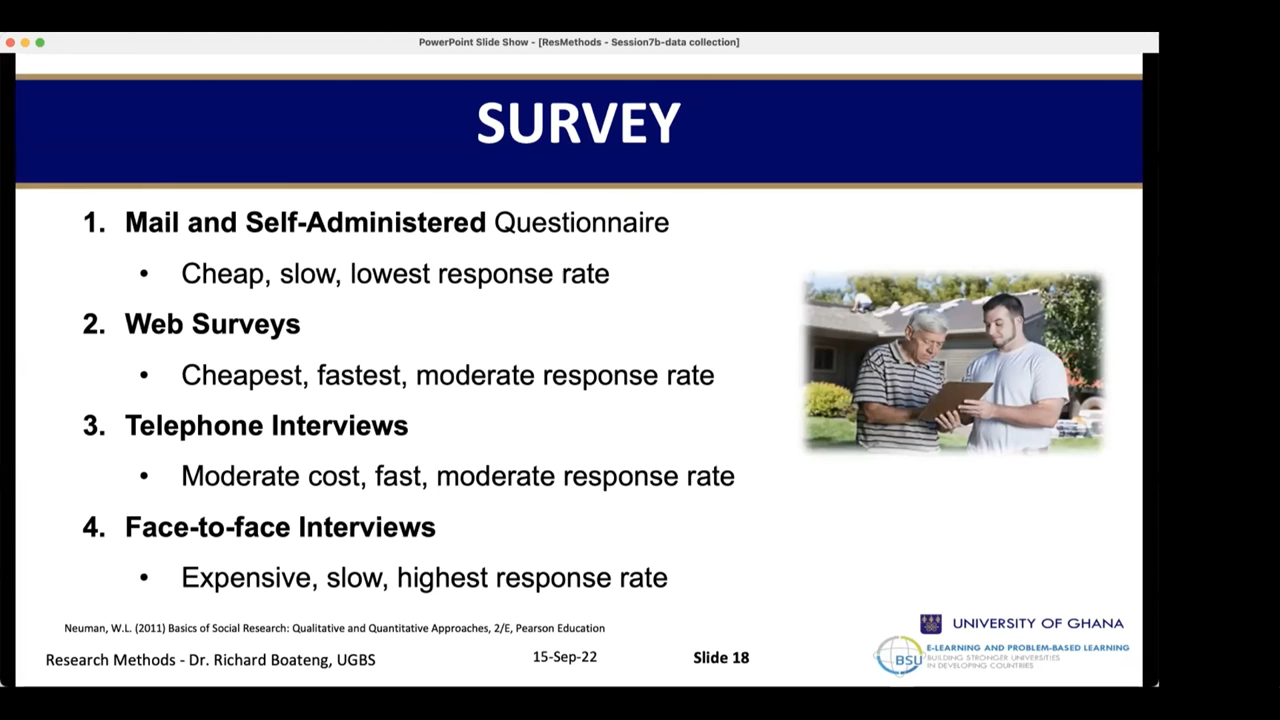 PowerPoint Slide Show - [ResMethods - Session7b-data collection]
SURVEY
1. Mail and Self-Administered Questionnaire
• Cheap, slow, lowest response rate
2. Web Surveys
• Cheapest, fastest, moderate response rate
3. Telephone Interviews
• Moderate cost, fast, moderate response rate
4. Face-to-face Interviews
• Expensive, slow, highest response rate
Neuman, W.L. (2011) Basics of Social Research: Qualitative and Quantitative Approaches, 2/E, Pearson Education
UNIVERSITY OF GHANA
Research Methods - Dr. Richard Boateng, UGBS
15-Sep-22
Slide 18
BSU
E-LEARNING AND PROBLEM-BASED LEARNING
BUILDING STRONGER UNIVERSITIES
IN DEVELOPING COUNTRIES